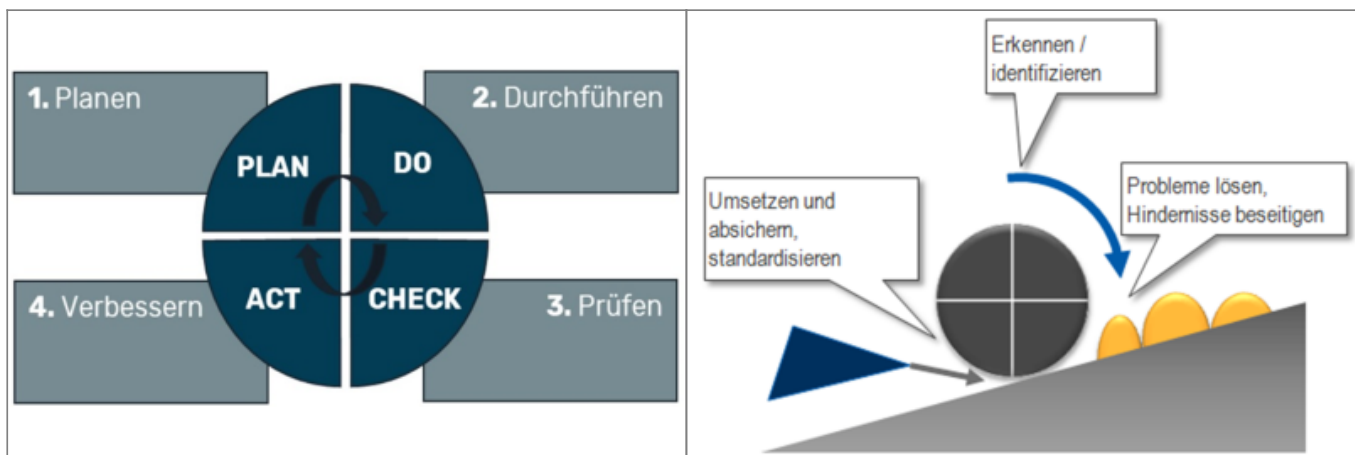 1. Planen
2. Durchführen
PLAN
DO
ACT
CHECK
4. Verbessern
3. Prüfen
Erkennen /
identifizieren
Probleme lösen,
Hindernisse beseitigen
Umsetzen und
absichern,
standardisieren